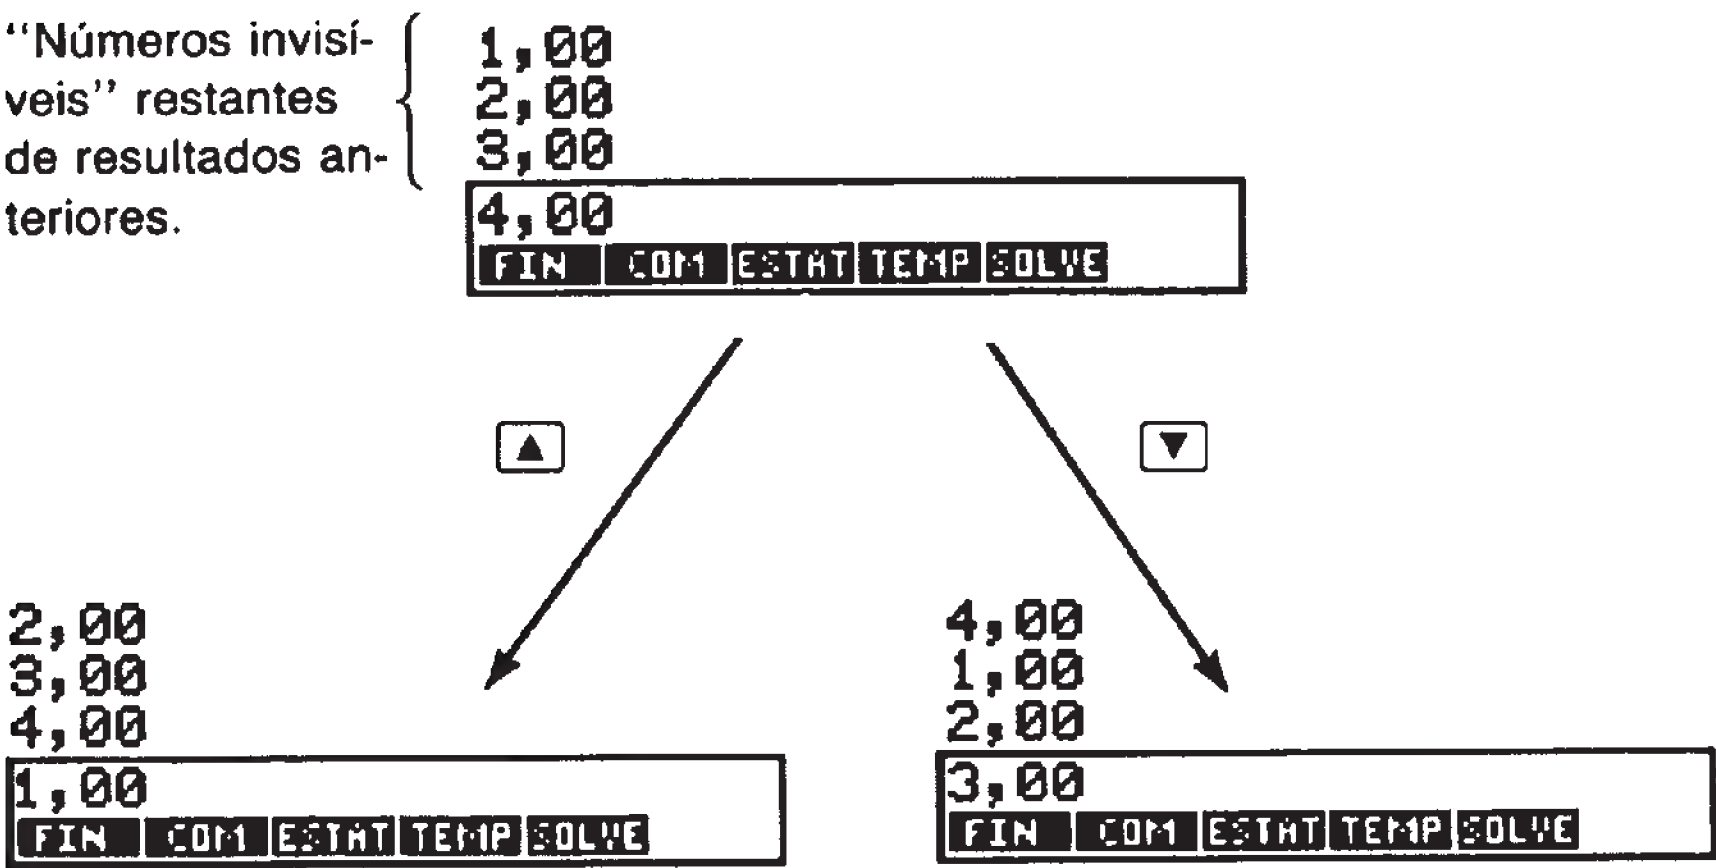 “Números invisí-
veis” restantes
de resultados an-
teriores.
1,00
2,00
3,00
4,00
FIN COM ESTAT TEMP SOLVE
▲
▼
2,00
3,00
4,00
1,00
FIN COM ESTAT TEMP SOLVE
4,00
1,00
2,00
3,00
FIN COM ESTAT TEMP SOLVE